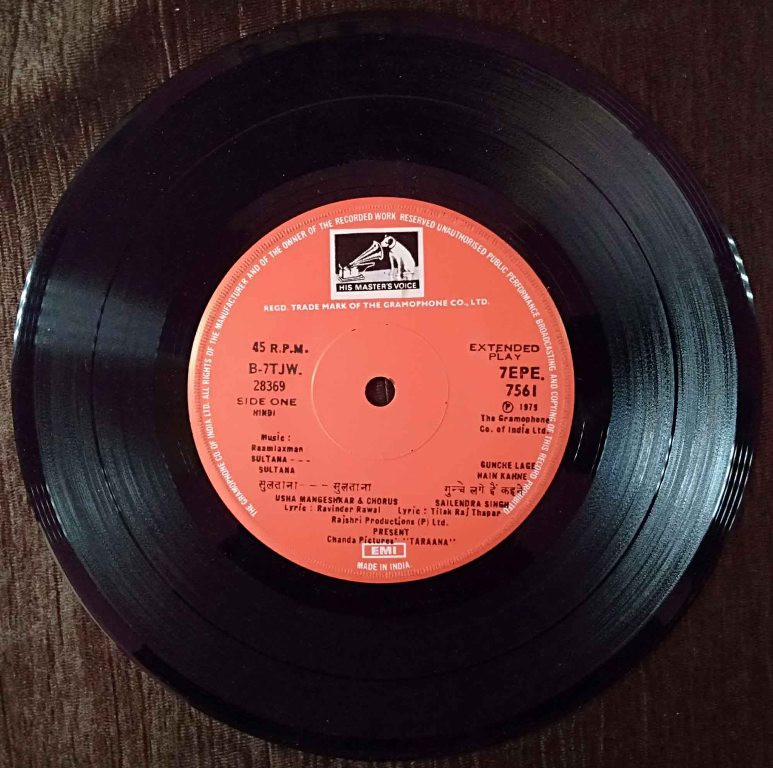 THE GRAMOPHONE CO. OF INDIA LTD. ALL RIGHTS OF THE MANUFACTURER AND OF THE OWNER OF THE RECORDED WORK RESERVED UNAUTHORISED PUBLIC PERFORMANCE BROADCASTING AND COPYING OF THIS RECORD PROHIBITED
HIS MASTER'S VOICE
REGD. TRADE MARK OF THE GRAMOPHONE CO., LTD.
45 R.P.M.
B-7TJW.
28369
SIDE ONE
HINDI
EXTENDED
PLAY
7EPE.
7561
℗ 1979
The Gramophone
Co. of India Ltd.
Music :
Raamlaxman
SULTANA - - -
SULTANA
सुलताना - - - सुलताना
USHA MANGESHKAR & CHORUS
Lyric : Ravinder Rawal
GUNCHE LAGE
HAIN KAHNE
गुन्चे लगे हैं कहने
SAILENDRA SINGH
Lyric : Tilak Raj Thapar
Rajshri Productions (P) Ltd.
PRESENT
Chanda Pictures' "TARAANA"
EMI
MADE IN INDIA.